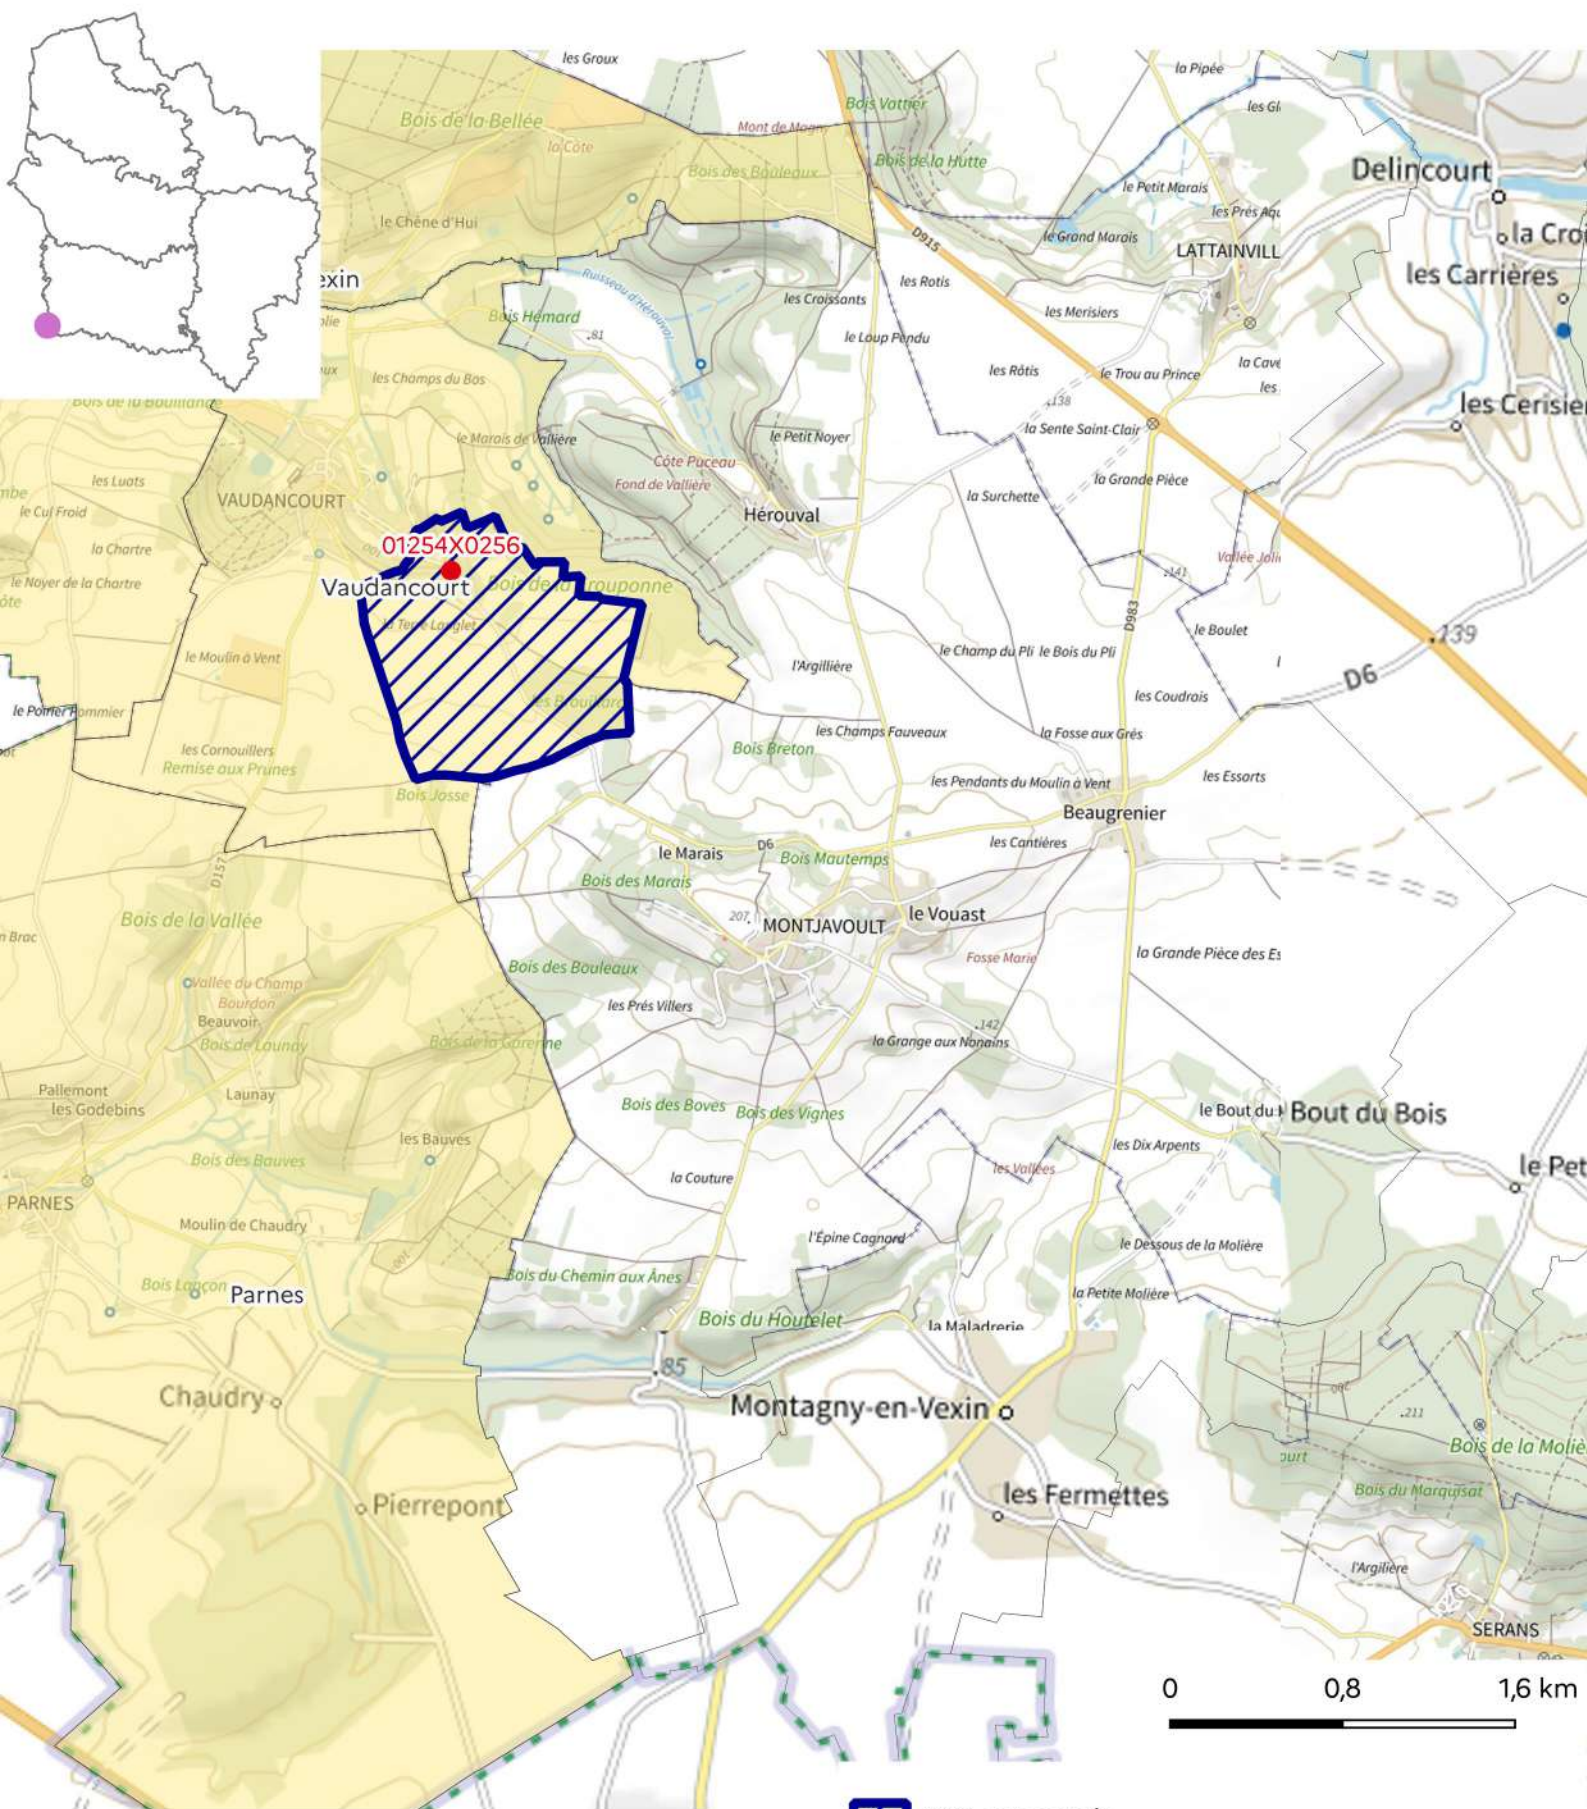 les Groux
la Pipée
Bois Vattier
les Gl
Bois de la Bellée
Mont de Magny
la Côte
Bois de la Hutte
Delincourt
Bois des Bouleaux
le Petit Marais
le Chêne d'Hui
les Prés Aqu
le Grand Marais
la Croi
D915
LATTAINVILL
exin
les Rotis
les Carrières
Ruisseau d'Hérouval
les Croissants
les Merisiers
Bois Hémard
81
le Loup Pendu
la Cave
les Champs du Bos
les Rôtis
le Trou au Prince
les
138
les Cerisier
la Sente Saint-Clair
le Marais de Vallière
le Petit Noyer
Côte Puceau
Fond de Vallière
les Luats
la Grande Pièce
VAUDANCOURT
la Surchette
le Cul Froid
Hérouval
01254X0256
la Chartre
Vallée Joli
141
le Noyer de la Chartre
Vaudancourt
D983
la Terre Langlet
le Boulet
139
le Moulin à Vent
l'Argillière
le Champ du Pli
le Bois du Pli
D6
les Coudrais
le Poirier Pommier
les Champs Fauveaux
la Fosse aux Grés
les Cornouillers
Bois Breton
Remise aux Prunes
les Pendants du Moulin à Vent
les Essarts
Bois Josse
Beaugrenier
les Cantières
le Marais
D6
Bois Mautemps
D157
Bois des Marais
Bois de la Vallée
207
MONTJAVOULT
le Vouast
n Brac
la Grande Pièce des Es
Fosse Marie
Bois des Bouleaux
Vallée du Champ
Bourdon
les Prés Villers
Beauvoir
142
Bois de Launay
Bois de la Garenne
la Grange aux Nonains
Pallemont
les Godebins
Launay
Bois des Boves
Bois des Vignes
le Bout du
Bout du Bois
les Bauves
les Dix Arpents
Bois des Bauves
les Vallées
le Pet
la Couture
PARNES
Moulin de Chaudry
l'Épine Cagnard
le Dessous de la Molière
100
Bois du Chemin aux Ânes
Bois Lançon
Parnes
la Petite Molière
Bois du Houtelet
la Maladrerie
85
Chaudry
200
Montagny-en-Vexin
211
Bois de la Moliè
ourt
Bois du Marquisat
les Fermettes
Pierrepont
l'Argilière
SERANS
0 0,8 1,6 km